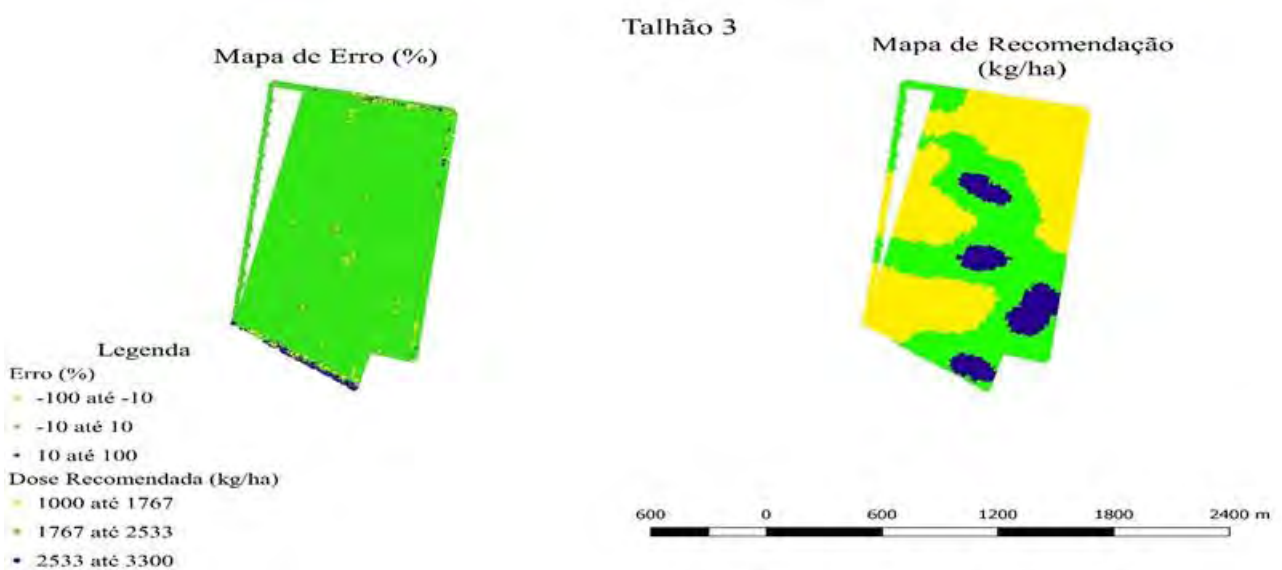 Talhão 3
Mapa de Erro (%)
Mapa de Recomendação
(kg/ha)
Legenda
Erro (%)
-100 até -10
-10 até 10
10 até 100
Dose Recomendada (kg/ha)
1000 até 1767
1767 até 2533
2533 até 3300
600 0 600 1200 1800 2400 m